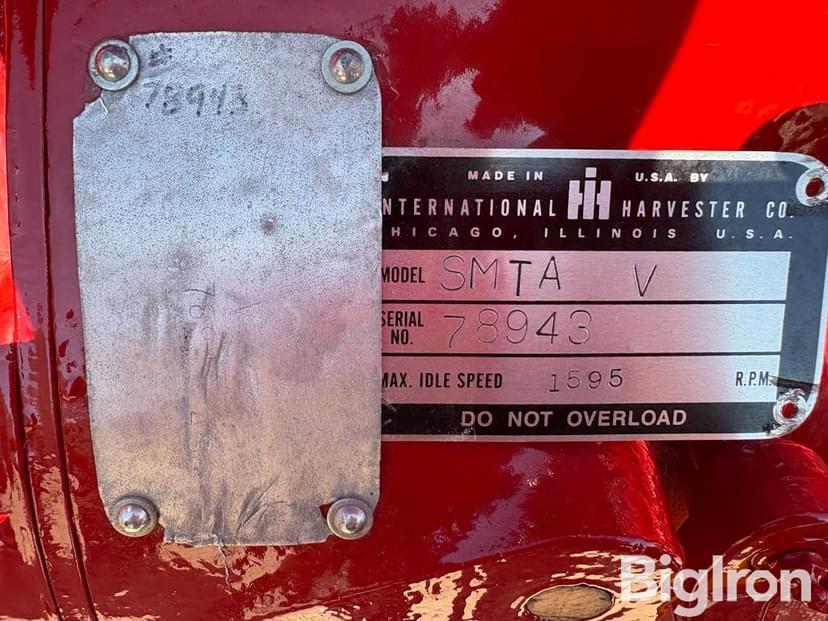 78943
MADE IN U.S.A. BY
INTERNATIONAL IH HARVESTER CO.
CHICAGO, ILLINOIS U.S.A.
MODEL SMTA V
SERIAL NO. 78943
MAX. IDLE SPEED 1595 R.P.M.
DO NOT OVERLOAD
BigIron